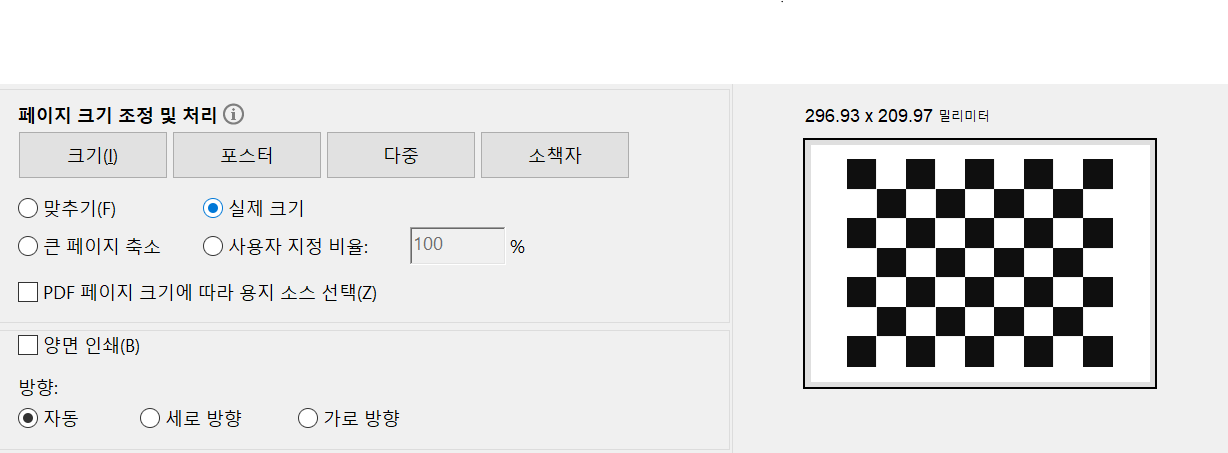 페이지 크기 조정 및 처리
296.93 x 209.97 밀리미터
크기(I) 포스터 다중 소책자
맞추기(F) 실제 크기
큰 페이지 축소 사용자 지정 비율: 100 %
PDF 페이지 크기에 따라 용지 소스 선택(Z)
양면 인쇄(B)
방향:
자동 세로 방향 가로 방향